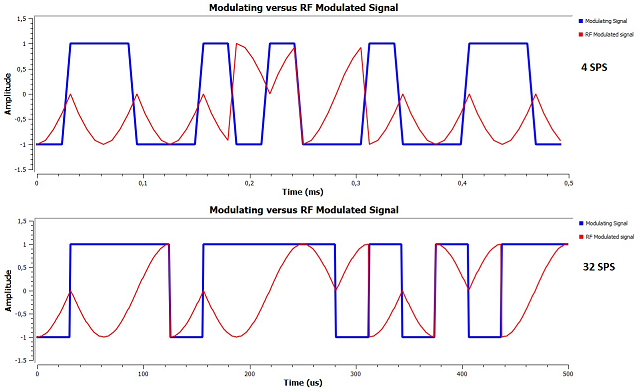 Modulating versus RF Modulated Signal
1,5
1
0,5
0
-0,5
-1
-1,5
Amplitude
0
0,1
0,2
0,3
0,4
0,5
Time (ms)
Modulating Signal
RF Modulated signal
4 SPS
Modulating versus RF Modulated Signal
1,5
1
0,5
0
-0,5
-1
-1,5
Amplitude
0
100
200
300
400
500
Time (us)
Modulating Signal
RF Modulated signal
32 SPS